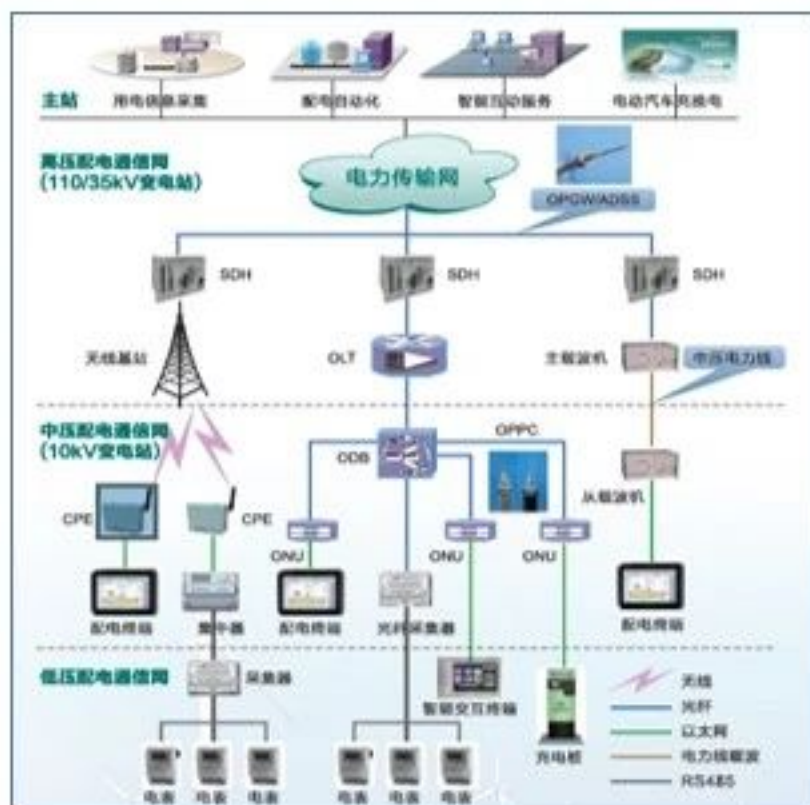 用电信息采集
配电自动化
智能互动服务
电动汽车充换电
主站
高压配电通信网
(110/35kV变电站)
电力传输网
OPGW/ADSS
SDH
SDH
SDH
无线基站
OLT
主载波机
中压电力线
中压配电通信网
(10kV变电站)
OPPC
ODB
从载波机
CPE
CPE
ONU
ONU
ONU
配电终端
集中器
配电终端
光纤采集器
配电终端
低压配电通信网
采集器
智能交互终端
充电桩
无线
光纤
以太网
电力线载波
RS485
电表
电表
电表
电表
电表
电表